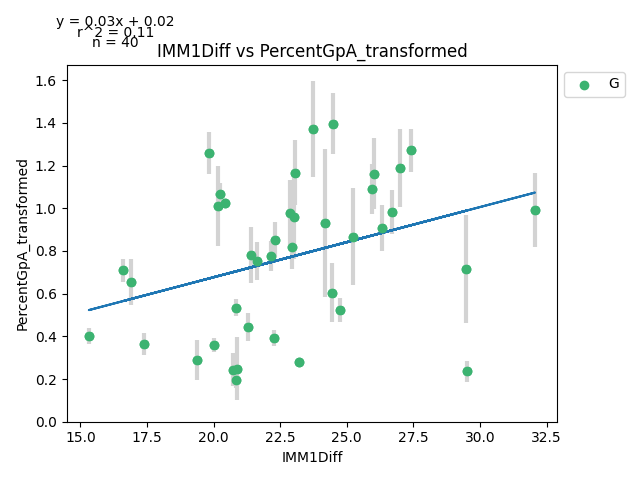 y = 0.03x + 0.02
r^2 = 0.11
n = 40
IMM1Diff vs PercentGpA_transformed
G
PercentGpA_transformed
1.6
1.4
1.2
1.0
0.8
0.6
0.4
0.2
0.0
15.0 17.5 20.0 22.5 25.0 27.5 30.0 32.5
IMM1Diff